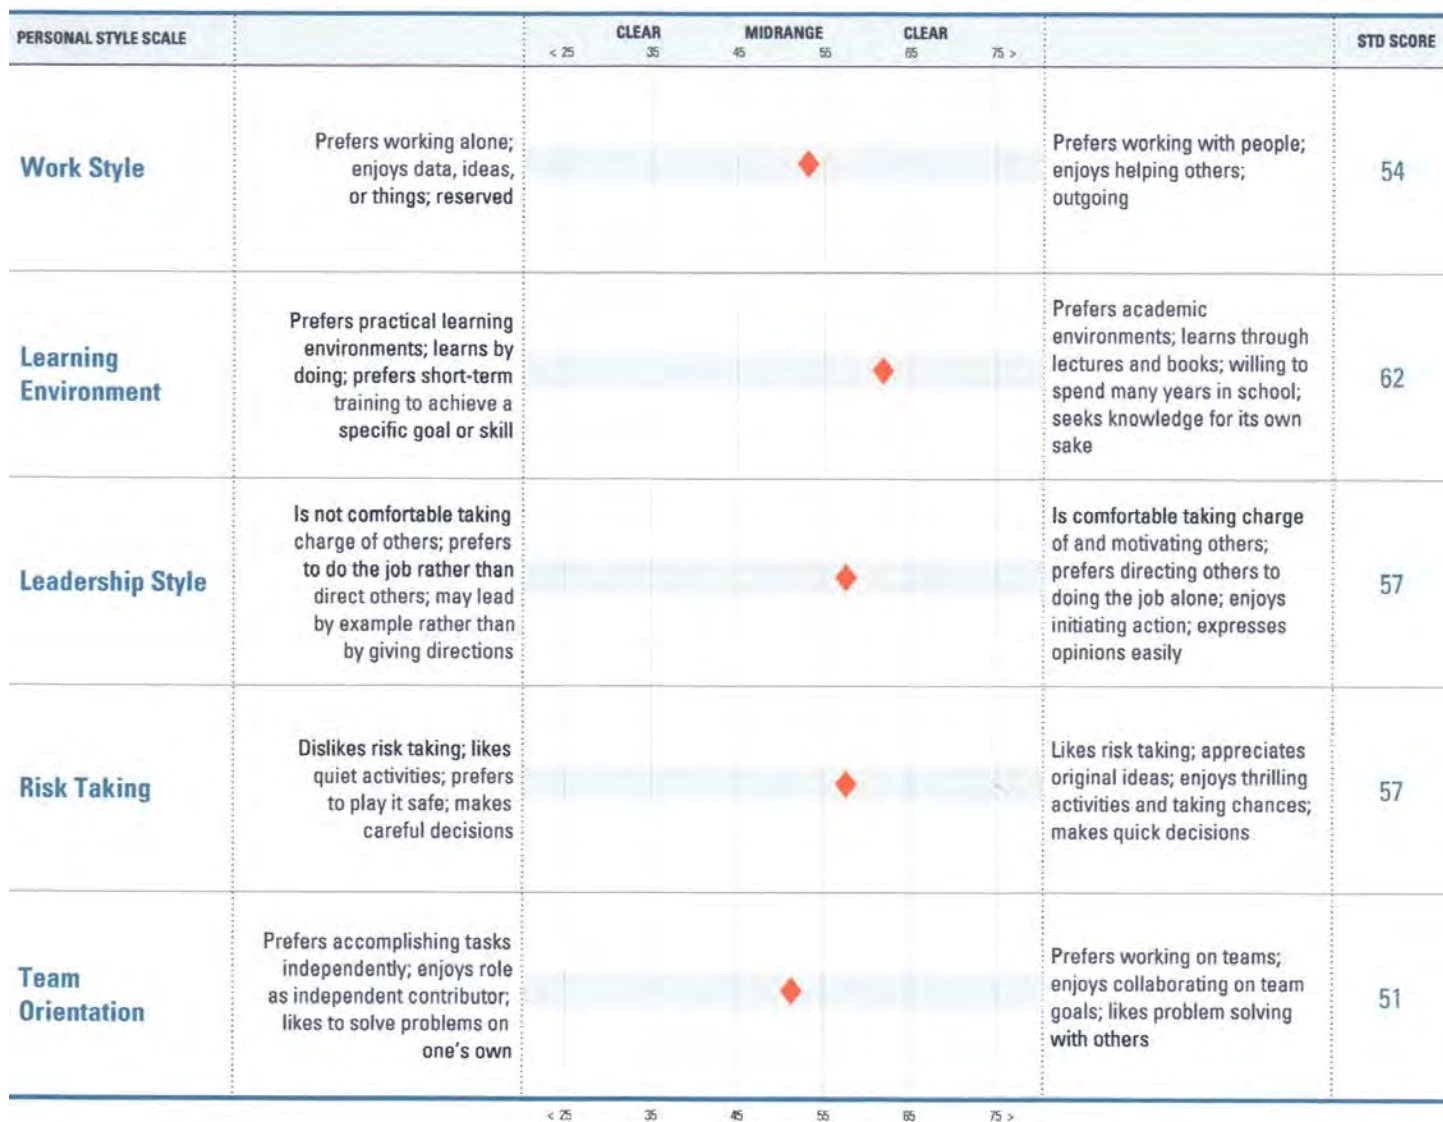 PERSONAL STYLE SCALE
CLEAR MIDRANGE CLEAR
< 25 35 45 55 65 75 >
STD SCORE
Work Style
Prefers working alone;
enjoys data, ideas,
or things; reserved
Prefers working with people;
enjoys helping others;
outgoing
54
Learning
Environment
Prefers practical learning
environments; learns by
doing; prefers short-term
training to achieve a
specific goal or skill
Prefers academic
environments; learns through
lectures and books; willing to
spend many years in school;
seeks knowledge for its own
sake
62
Leadership Style
Is not comfortable taking
charge of others; prefers
to do the job rather than
direct others; may lead
by example rather than
by giving directions
Is comfortable taking charge
of and motivating others;
prefers directing others to
doing the job alone; enjoys
initiating action; expresses
opinions easily
57
Risk Taking
Dislikes risk taking; likes
quiet activities; prefers
to play it safe; makes
careful decisions
Likes risk taking; appreciates
original ideas; enjoys thrilling
activities and taking chances;
makes quick decisions
57
Team
Orientation
Prefers accomplishing tasks
independently; enjoys role
as independent contributor;
likes to solve problems on
one's own
Prefers working on teams;
enjoys collaborating on team
goals; likes problem solving
with others
51
< 25 35 45 55 65 75 >